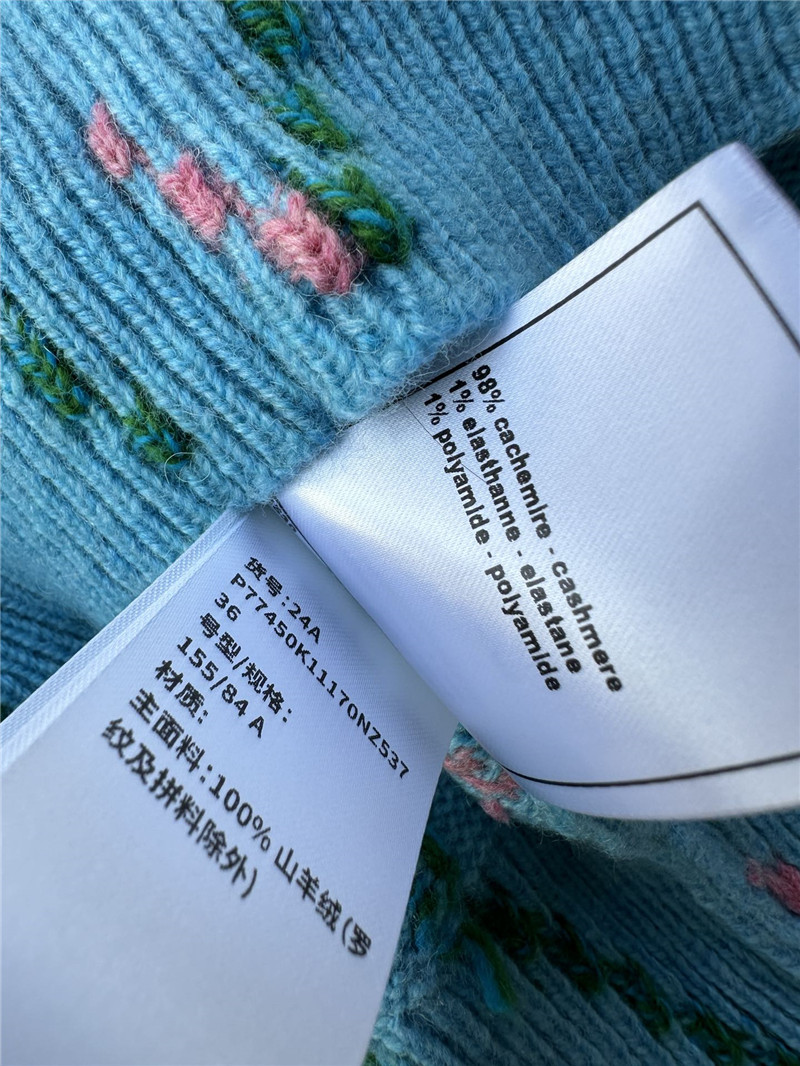 98% cachemire - cashmere
1% elasthanne - elastane
1% polyamide - polyamide
货号:24A
P77450K11170NZ537
36
号型/规格:
155/84 A
材质:
主面料:100% 山羊绒(罗
纹及拼料除外)